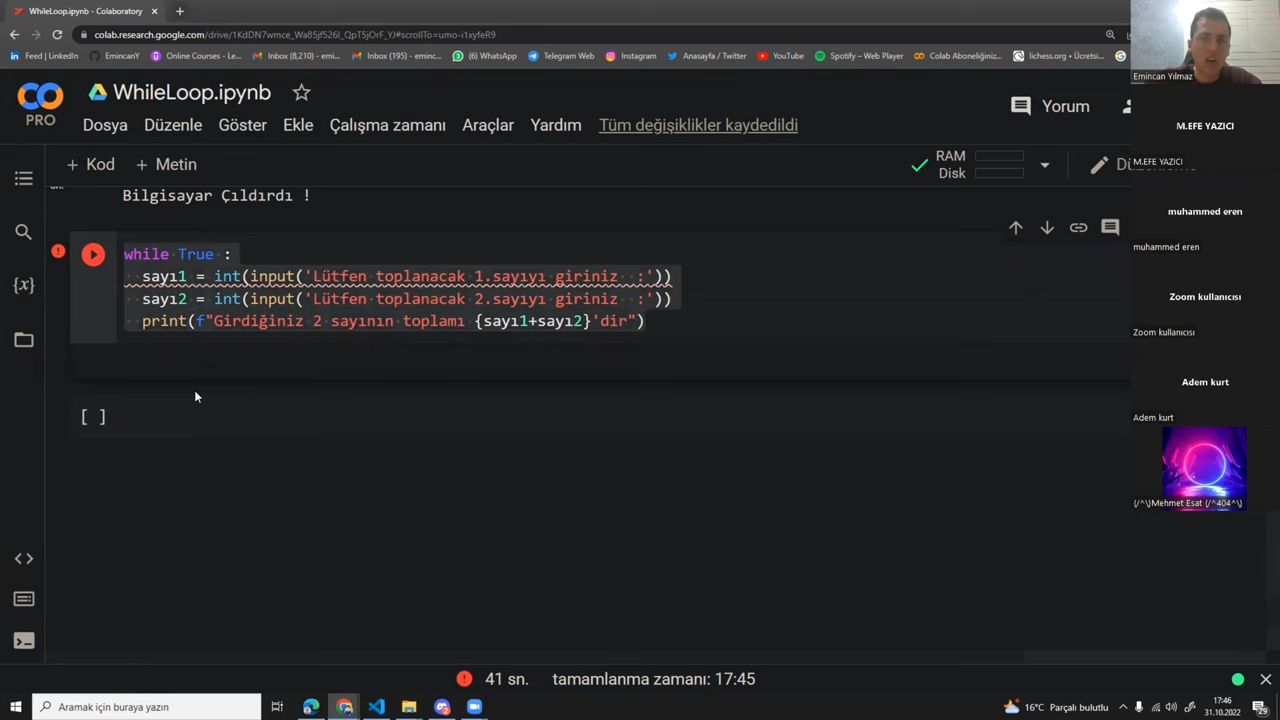 WhileLoop.ipynb - Colaboratory
colab.research.google.com/drive/1KdDN7wmce_Wa85jf526I_QpT5jOrF_YJ#scrollTo=umo-i1xyfeR9
Feed | LinkedIn
EmincanY
Online Courses - Le...
Inbox (8,210) - emi...
Inbox (195) - eminc...
(6) WhatsApp
Telegram Web
Instagram
Anasayfa / Twitter
YouTube
Spotify – Web Player
Colab Aboneliğiniz...
lichess.org • Ücretsi...
CO
PRO
WhileLoop.ipynb
Dosya Düzenle Göster Ekle Çalışma zamanı Araçlar Yardım Tüm değişiklikler kaydedildi
Yorum
+ Kod + Metin
RAM
Disk
sn.
Bilgisayar Çıldırdı !
while True :
sayı1 = int(input('Lütfen toplanacak 1.sayıyı giriniz :'))
sayı2 = int(input('Lütfen toplanacak 2.sayıyı giriniz :'))
print(f"Girdiğiniz 2 sayının toplamı {sayı1+sayı2}'dir")
[ ]
{x}
Emincan Yılmaz
M.EFE YAZICI
M.EFE YAZICI
muhammed eren
muhammed eren
Zoom kullanıcısı
Zoom kullanıcısı
Adem kurt
Adem kurt
{/^\}Mehmet Esat {/^404^\}
41 sn. tamamlanma zamanı: 17:45
Aramak için buraya yazın
16°C Parçalı bulutlu
17:46
31.10.2022
29